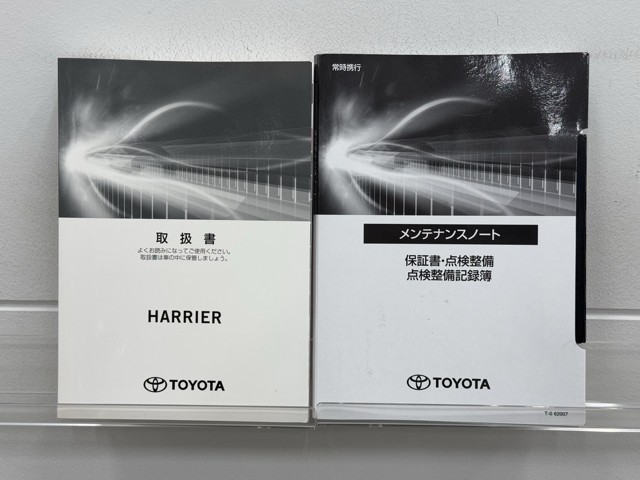 取扱書
よくお読みになってご使用ください。
取扱書は車の中に保管しましょう。
HARRIER
TOYOTA
常時携行
メンテナンスノート
保証書・点検整備
点検整備記録簿
TOYOTA
T-0 62007